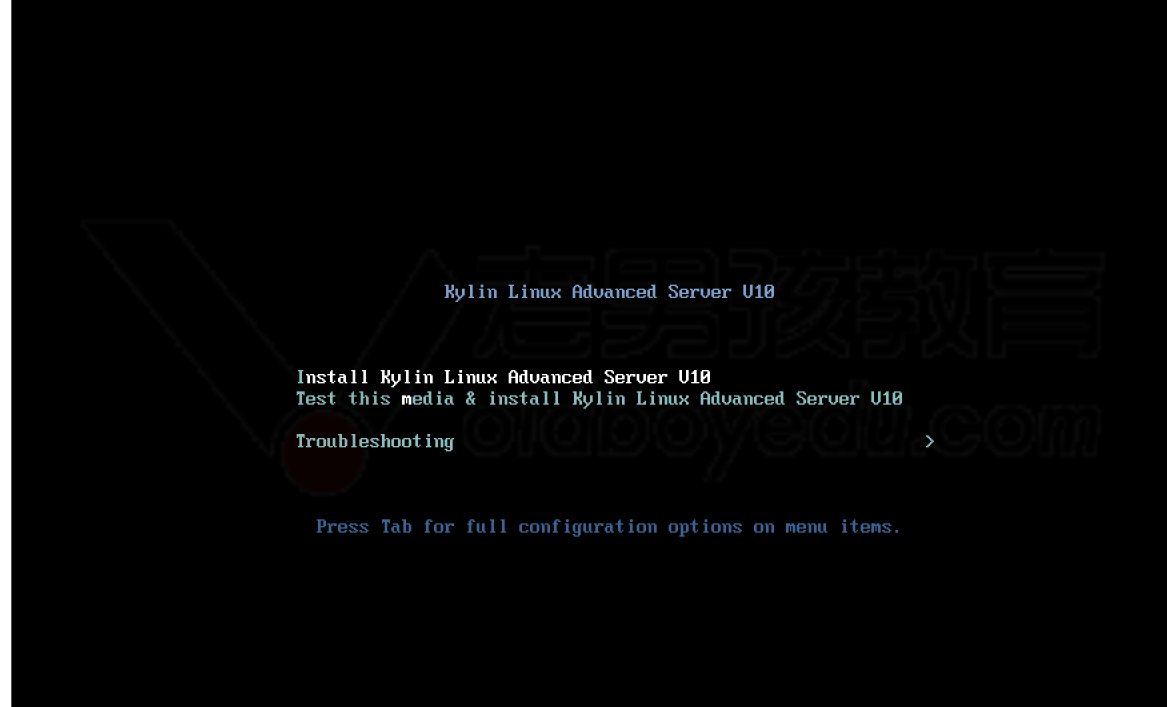 老男孩教育
Kylin Linux Advanced Server V10
Install Kylin Linux Advanced Server V10
Test this media & install Kylin Linux Advanced Server V10
oldboyedu.com
Troubleshooting >
Press Tab for full configuration options on menu items.